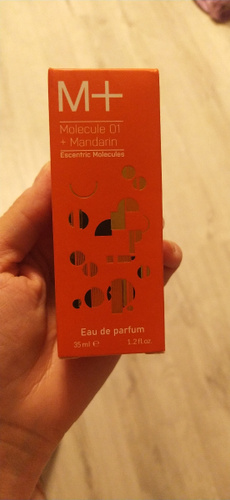 M+
Molecule 01
+ Mandarin
Escentric Molecules
Eau de parfum
35 ml ℮ 1.2 fl.oz.